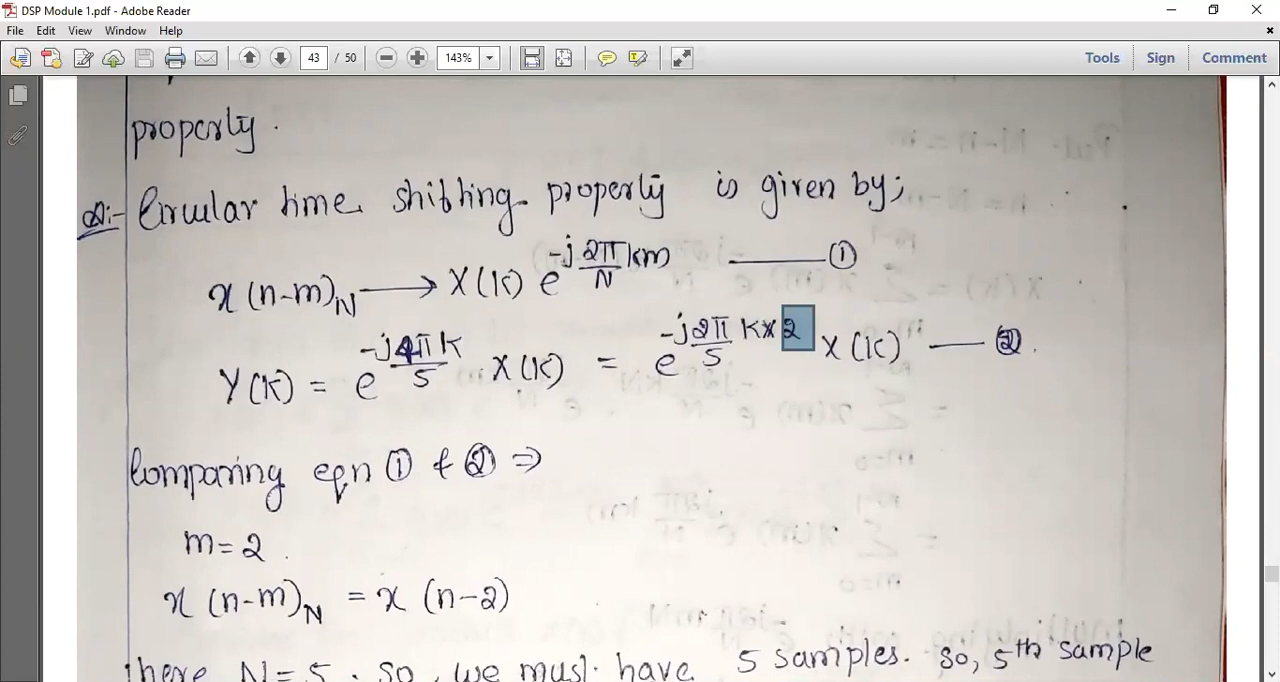 DSP Module 1.pdf - Adobe Reader
File Edit View Window Help
43 / 50 143% Tools Sign Comment
property.
A:- Circular time shifting property is given by;
x(n-m)N → X(K) e^-j2π/N km — ①
Y(K) = e^-j4πK/5 X(K) = e^-j2π/5 K×2 X(K) — ②.
Comparing eqn ① & ② ⇒
m=2.
x(n-m)N = x(n-2)
there N=5. So, we must have 5 samples. So, 5th sample